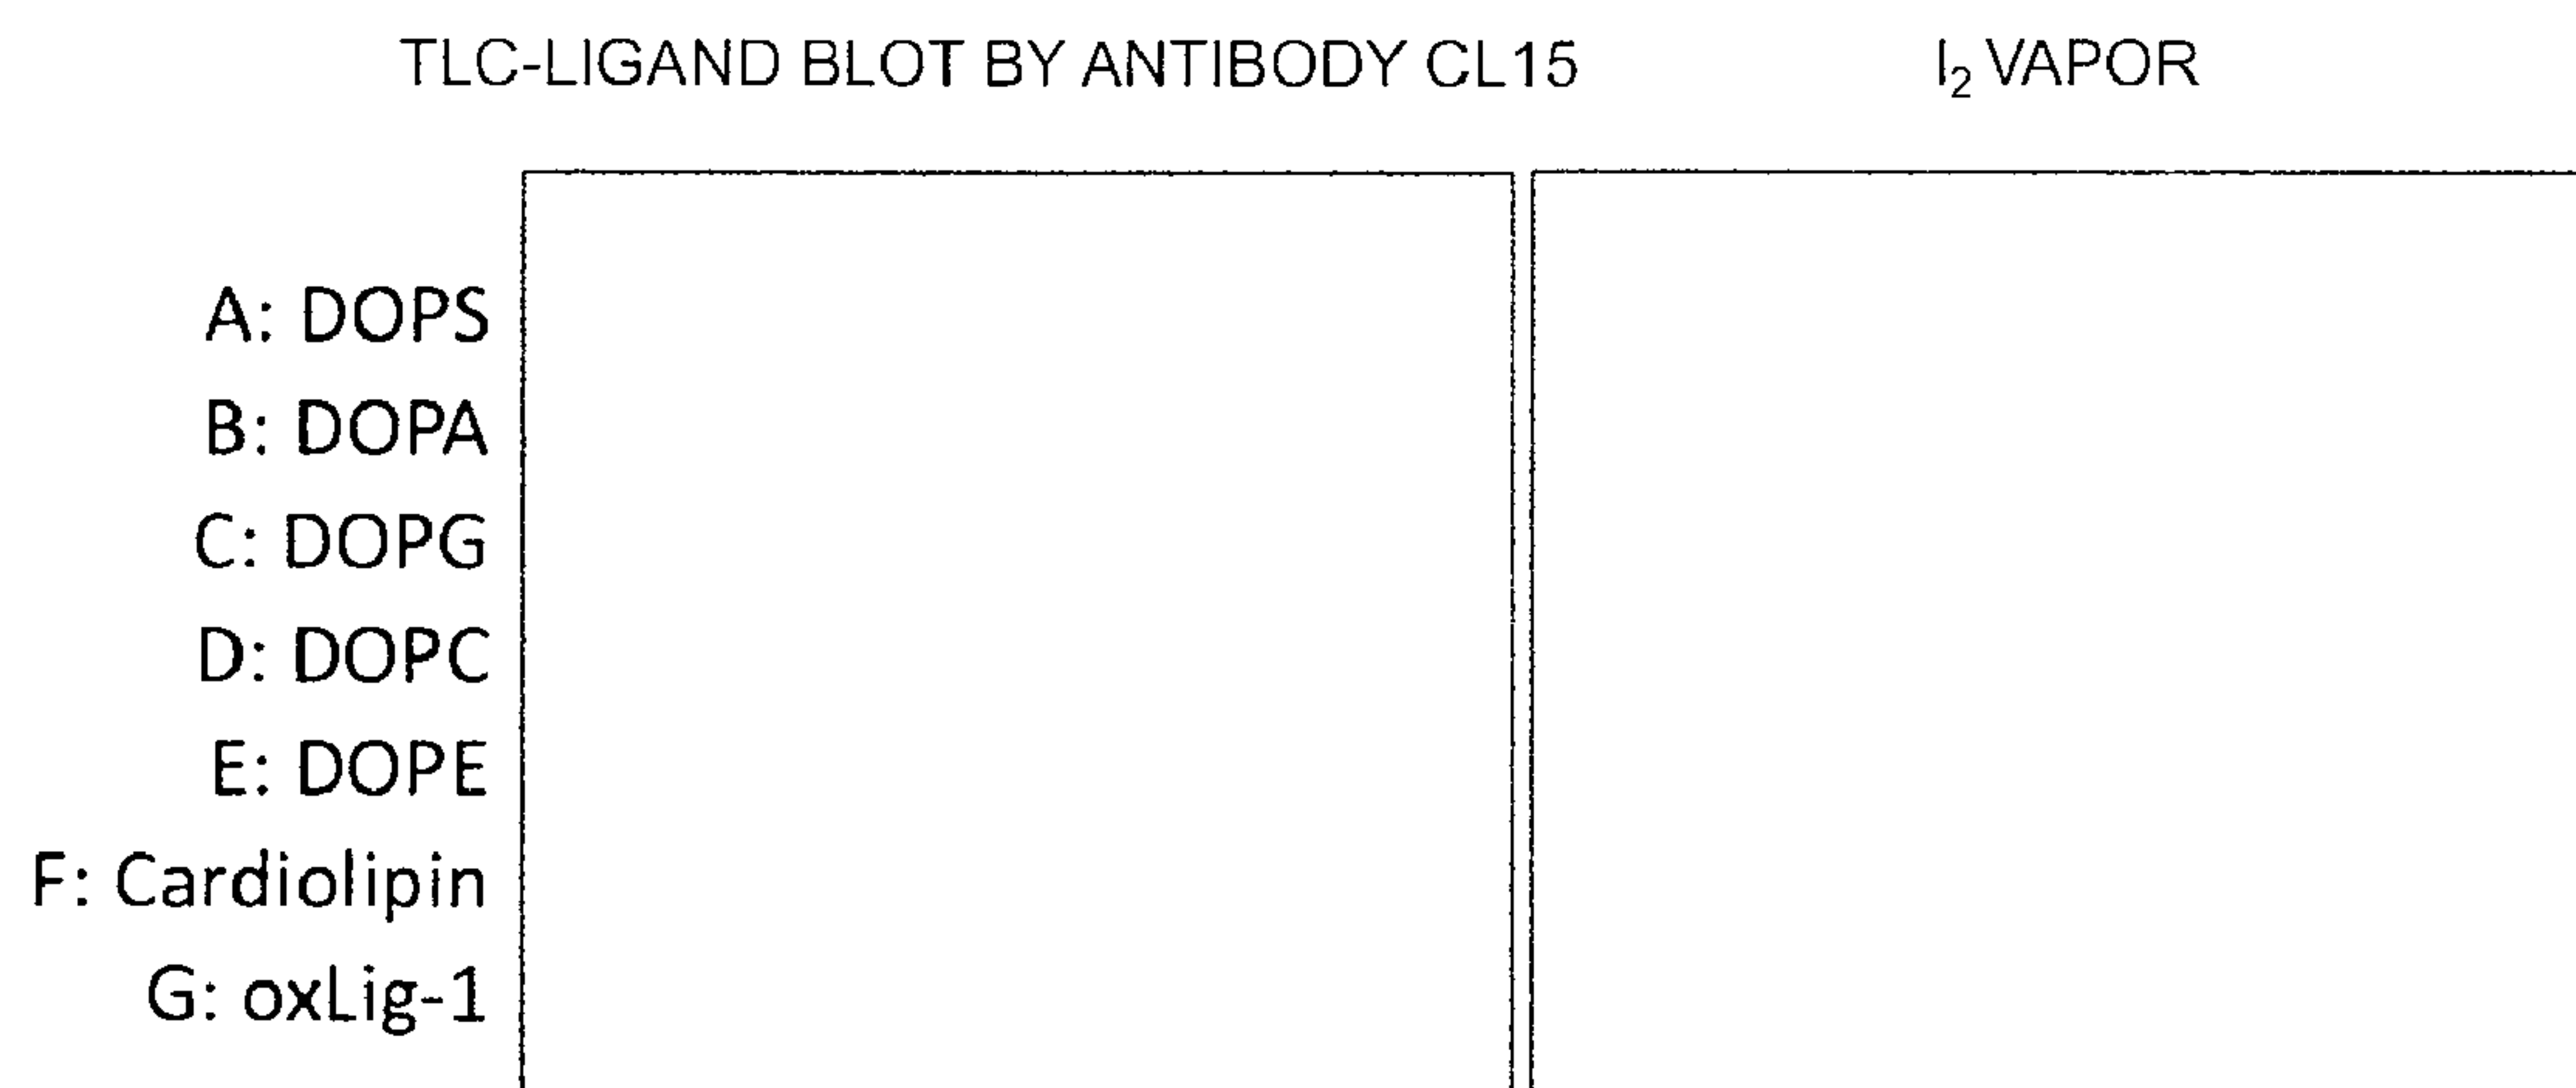 TLC-LIGAND BLOT BY ANTIBODY CL15
I₂ VAPOR
A: DOPS
B: DOPA
C: DOPG
D: DOPC
E: DOPE
F: Cardiolipin
G: oxLig-1